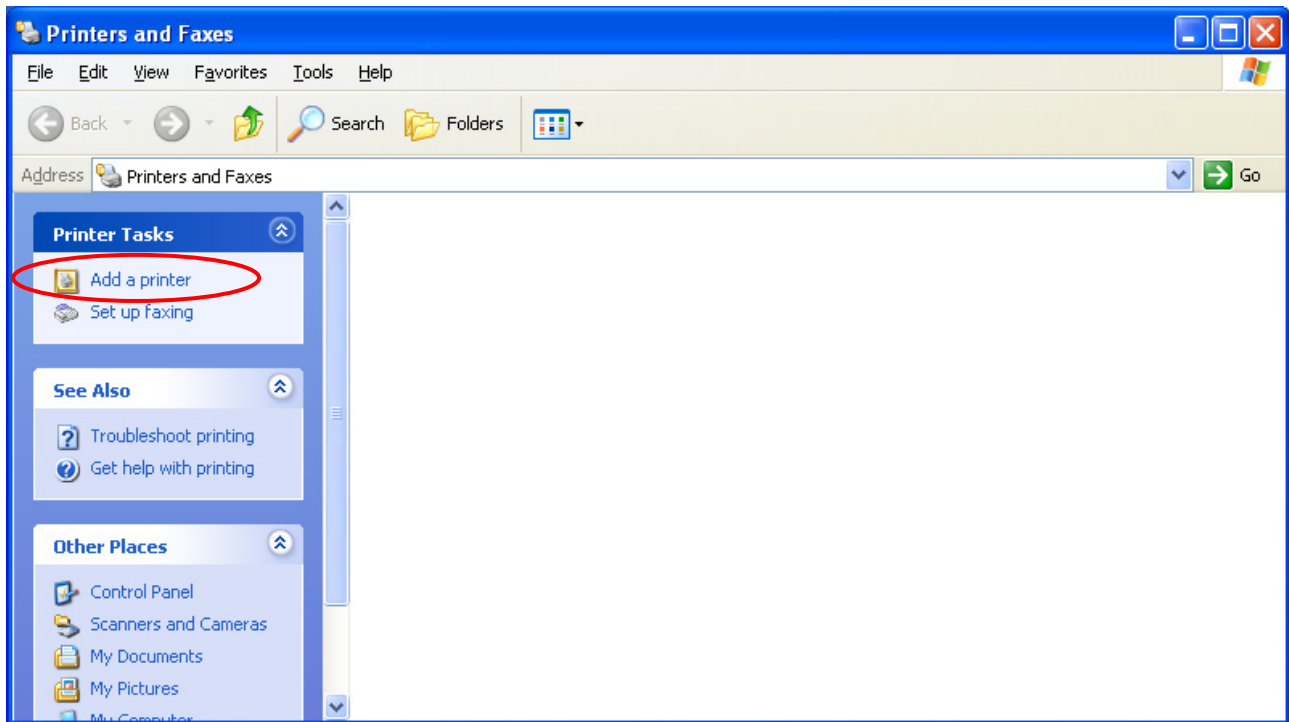 Printers and Faxes
File Edit View Favorites Tools Help
Back Search Folders
Address Printers and Faxes Go
Printer Tasks
Add a printer
Set up faxing
See Also
Troubleshoot printing
Get help with printing
Other Places
Control Panel
Scanners and Cameras
My Documents
My Pictures
My Computer